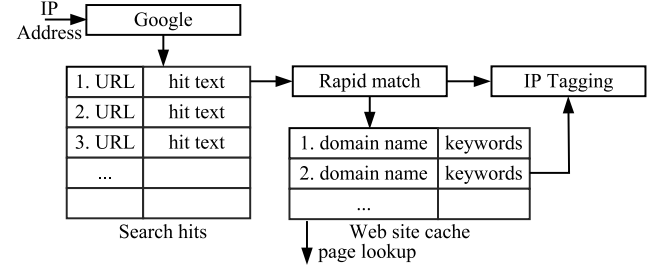 IP
Address
Google
1. URL hit text
2. URL hit text
3. URL hit text
...
Search hits
Rapid match
IP Tagging
1. domain name keywords
2. domain name keywords
...
Web site cache
page lookup